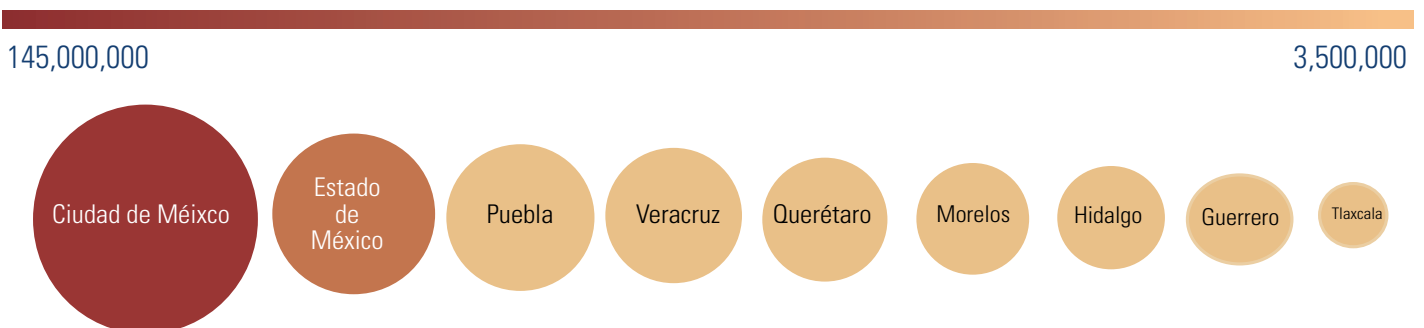 145,000,000
3,500,000
Ciudad de Méixco
Estado
de
México
Puebla
Veracruz
Querétaro
Morelos
Hidalgo
Guerrero
Tlaxcala